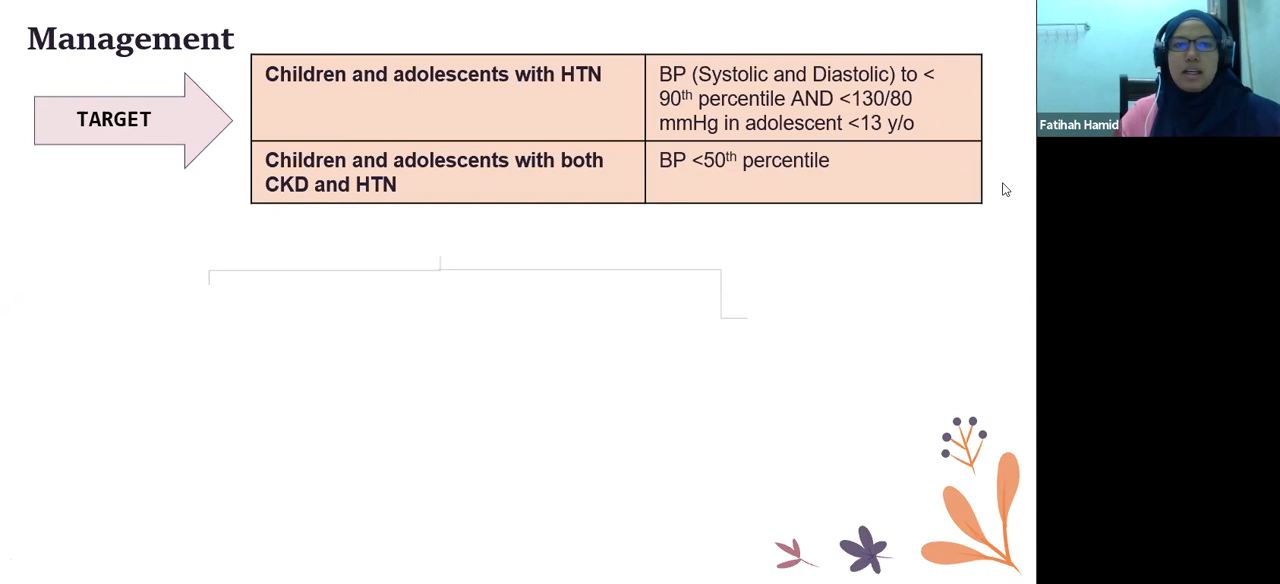 Management
TARGET
Children and adolescents with HTN
BP (Systolic and Diastolic) to <
90th percentile AND <130/80
mmHg in adolescent <13 y/o
Children and adolescents with both
CKD and HTN
BP <50th percentile
Fatihah Hamid